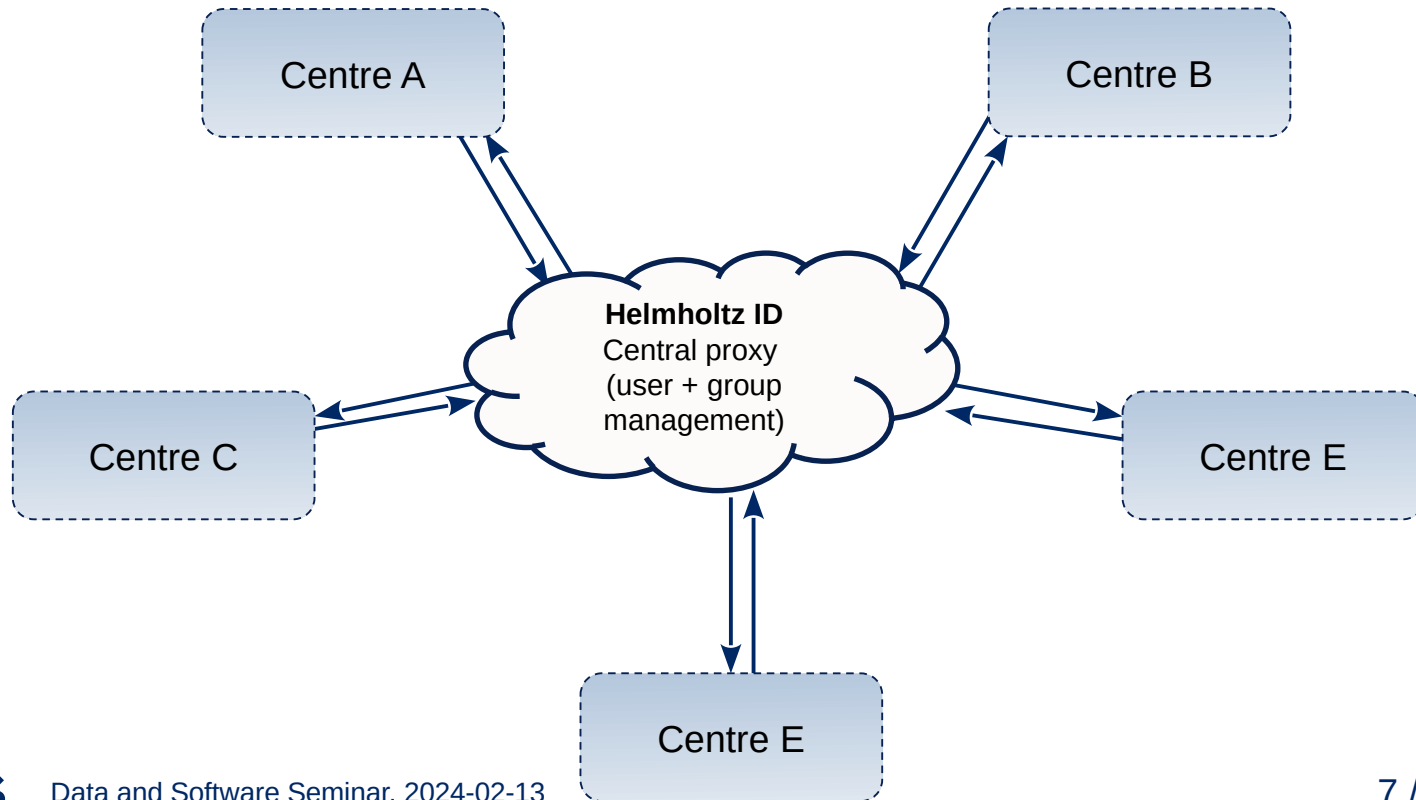 Centre A
Centre B
Helmholtz ID
Central proxy
(user + group
management)
Centre C
Centre E
Centre E
Data and Software Seminar, 2024-02-13
7 /